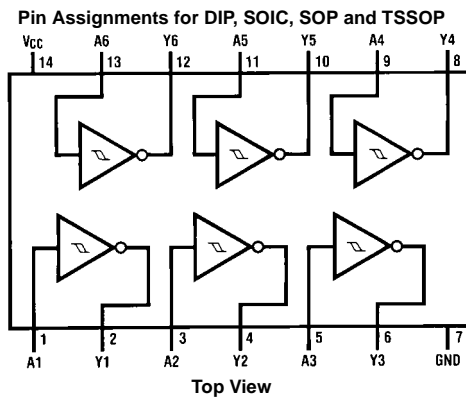 Pin Assignments for DIP, SOIC, SOP and TSSOP
VCC A6 Y6 A5 Y5 A4 Y4
14 13 12 11 10 9 8
1 2 3 4 5 6 7
A1 Y1 A2 Y2 A3 Y3 GND
Top View